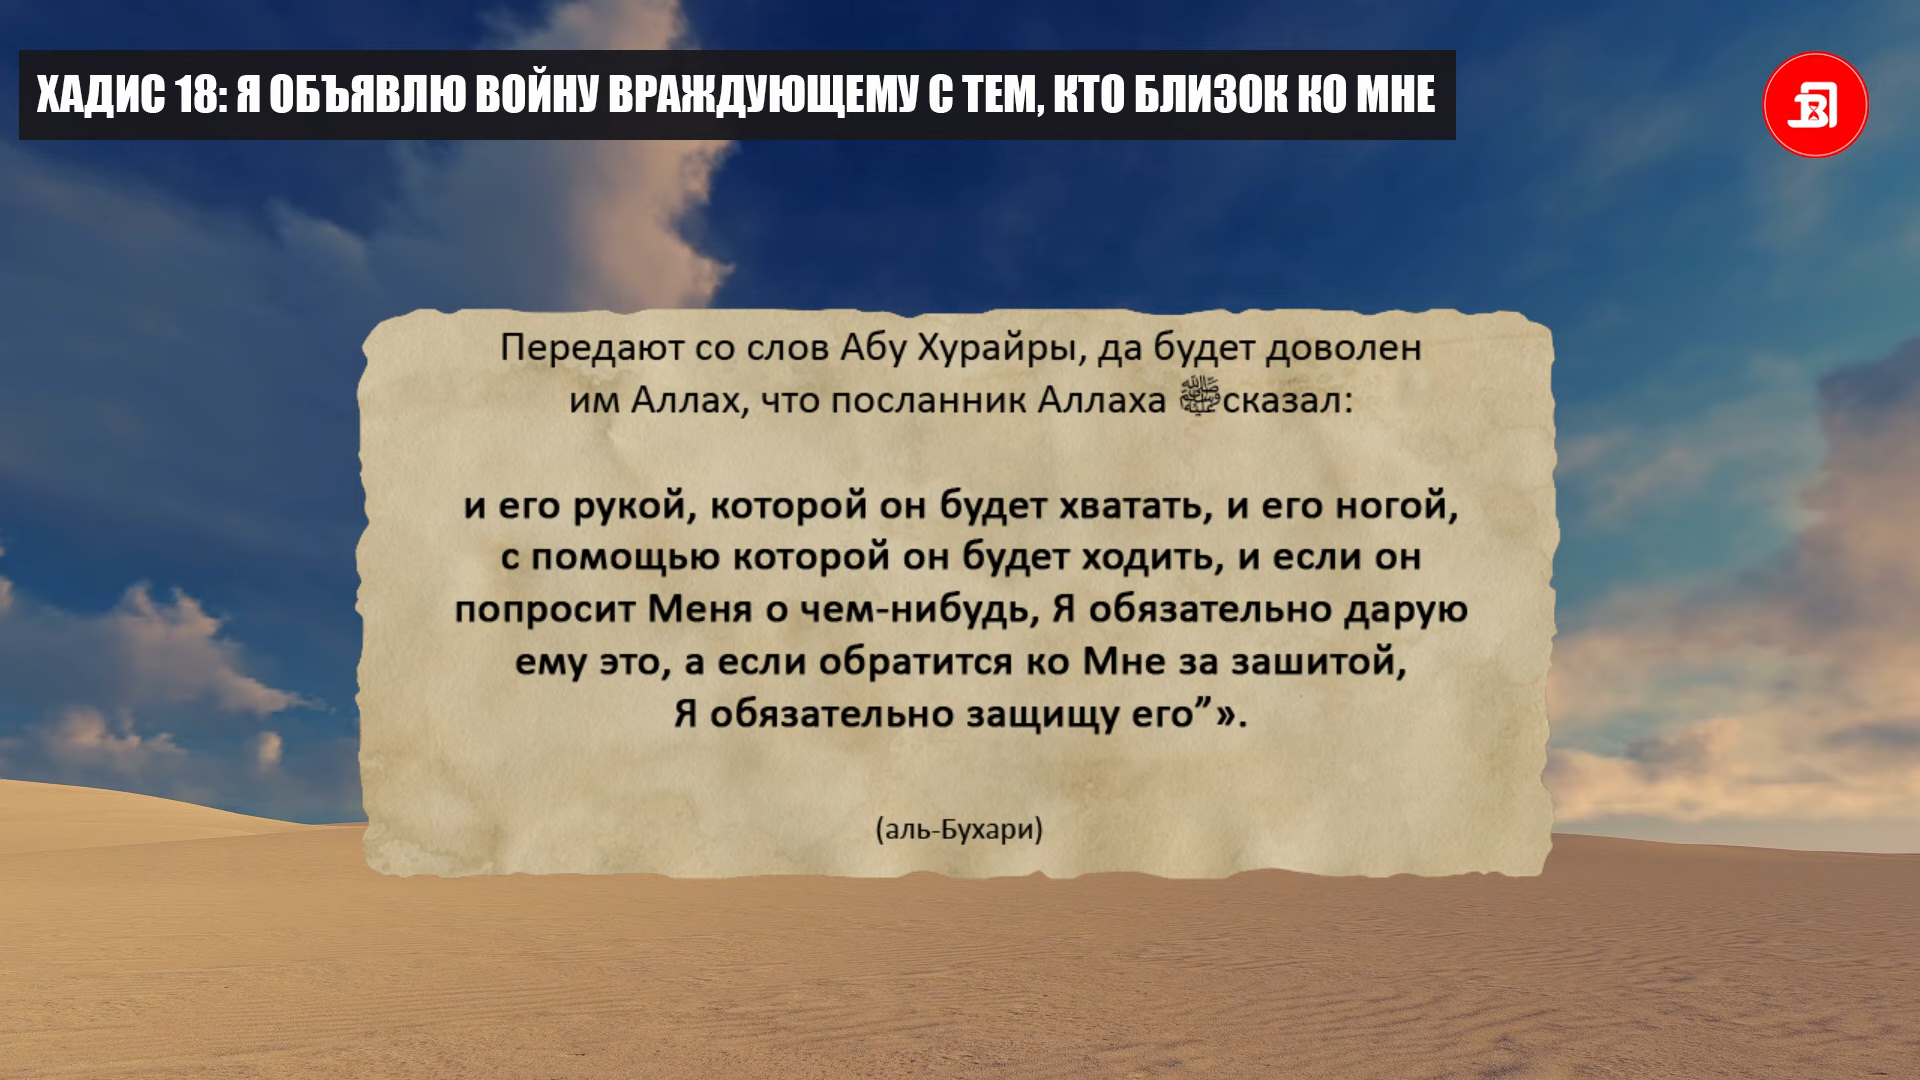 ХАДИС 18: Я ОБЪЯВЛЮ ВОЙНУ ВРАЖДУЮЩЕМУ С ТЕМ, КТО БЛИЗОК КО МНЕ
Передают со слов Абу Хурайры, да будет доволен
им Аллах, что посланник Аллаха ﷺсказал:
и его рукой, которой он будет хватать, и его ногой,
с помощью которой он будет ходить, и если он
попросит Меня о чем-нибудь, Я обязательно дарую
ему это, а если обратится ко Мне за зашитой,
Я обязательно защищу его”».
(аль-Бухари)